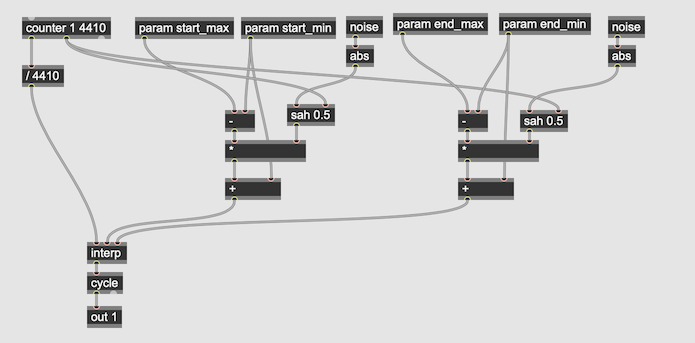 counter 1 4410
param start_max
param start_min
noise
param end_max
param end_min
noise
abs
abs
/ 4410
-
sah 0.5
-
sah 0.5
*
*
+
+
interp
cycle
out 1